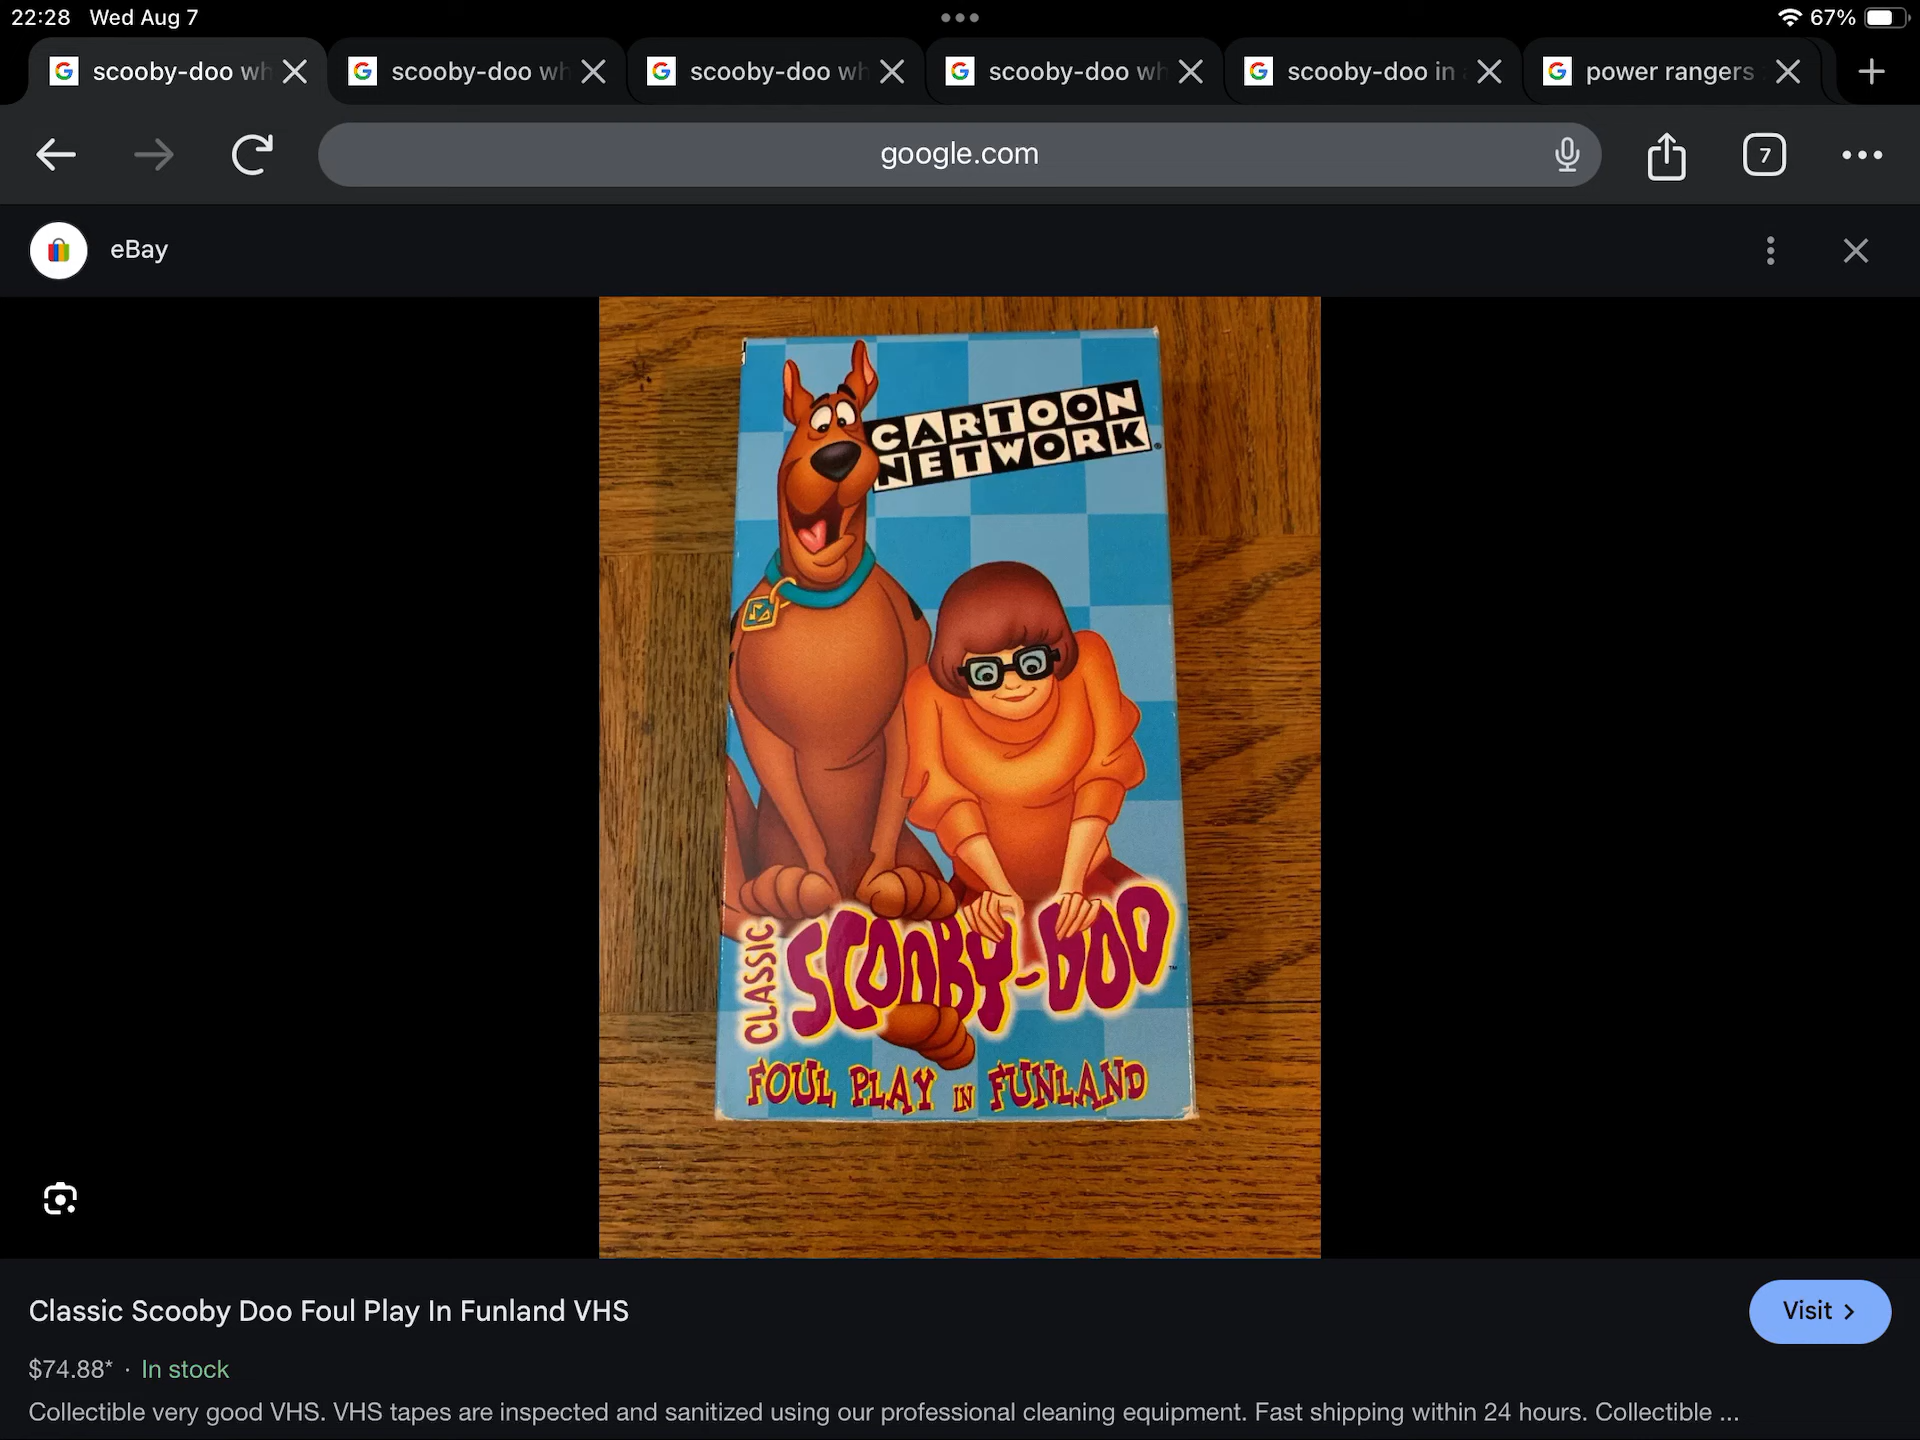 22:28 Wed Aug 7
67%
scooby-doo wh
scooby-doo wh
scooby-doo wh
scooby-doo wh
scooby-doo in
power rangers
google.com
7
eBay
CARTOON
NETWORK
CLASSIC
SCOOBY-DOO
FOUL PLAY IN FUNLAND
Classic Scooby Doo Foul Play In Funland VHS
Visit >
$74.88* · In stock
Collectible very good VHS. VHS tapes are inspected and sanitized using our professional cleaning equipment. Fast shipping within 24 hours. Collectible ...